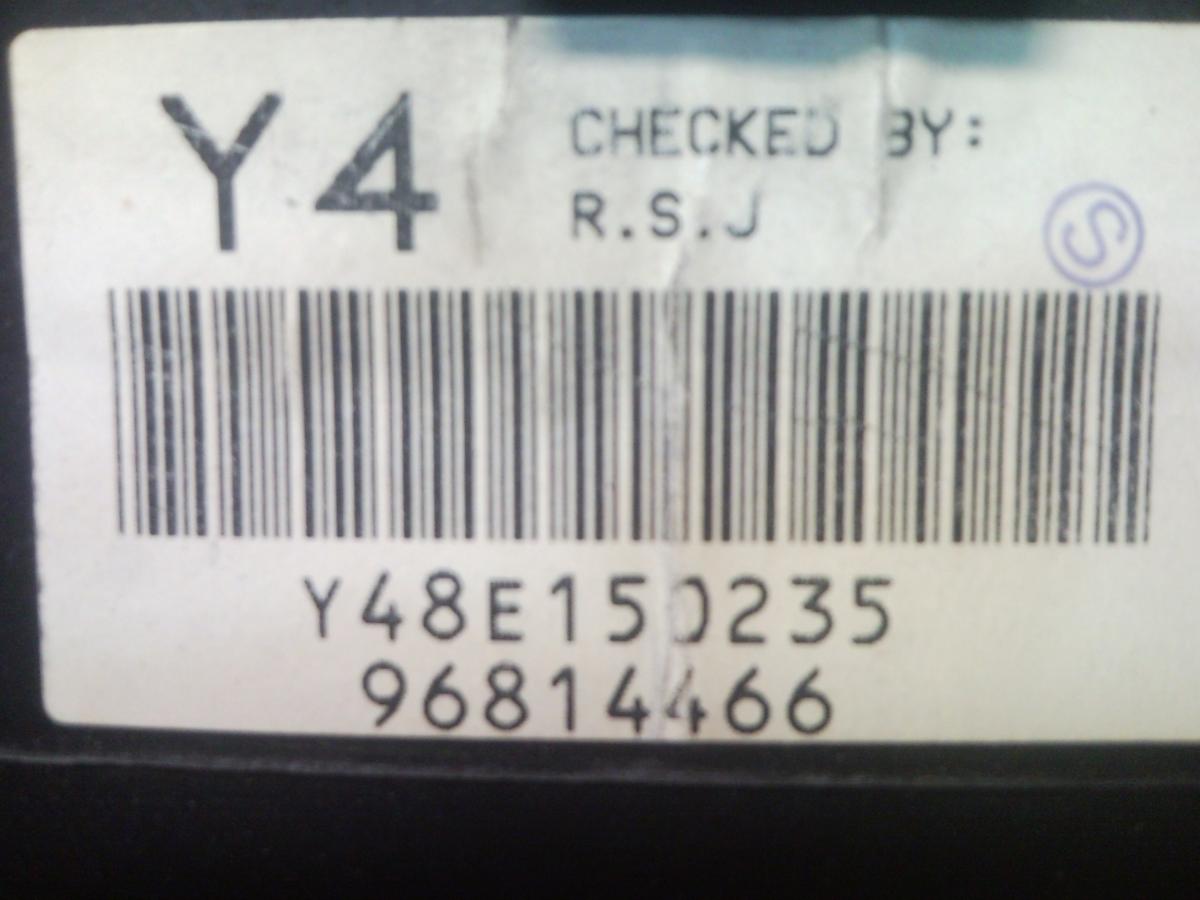 Y4
CHECKED BY:
R.S.J
S
Y48E150235
96814466